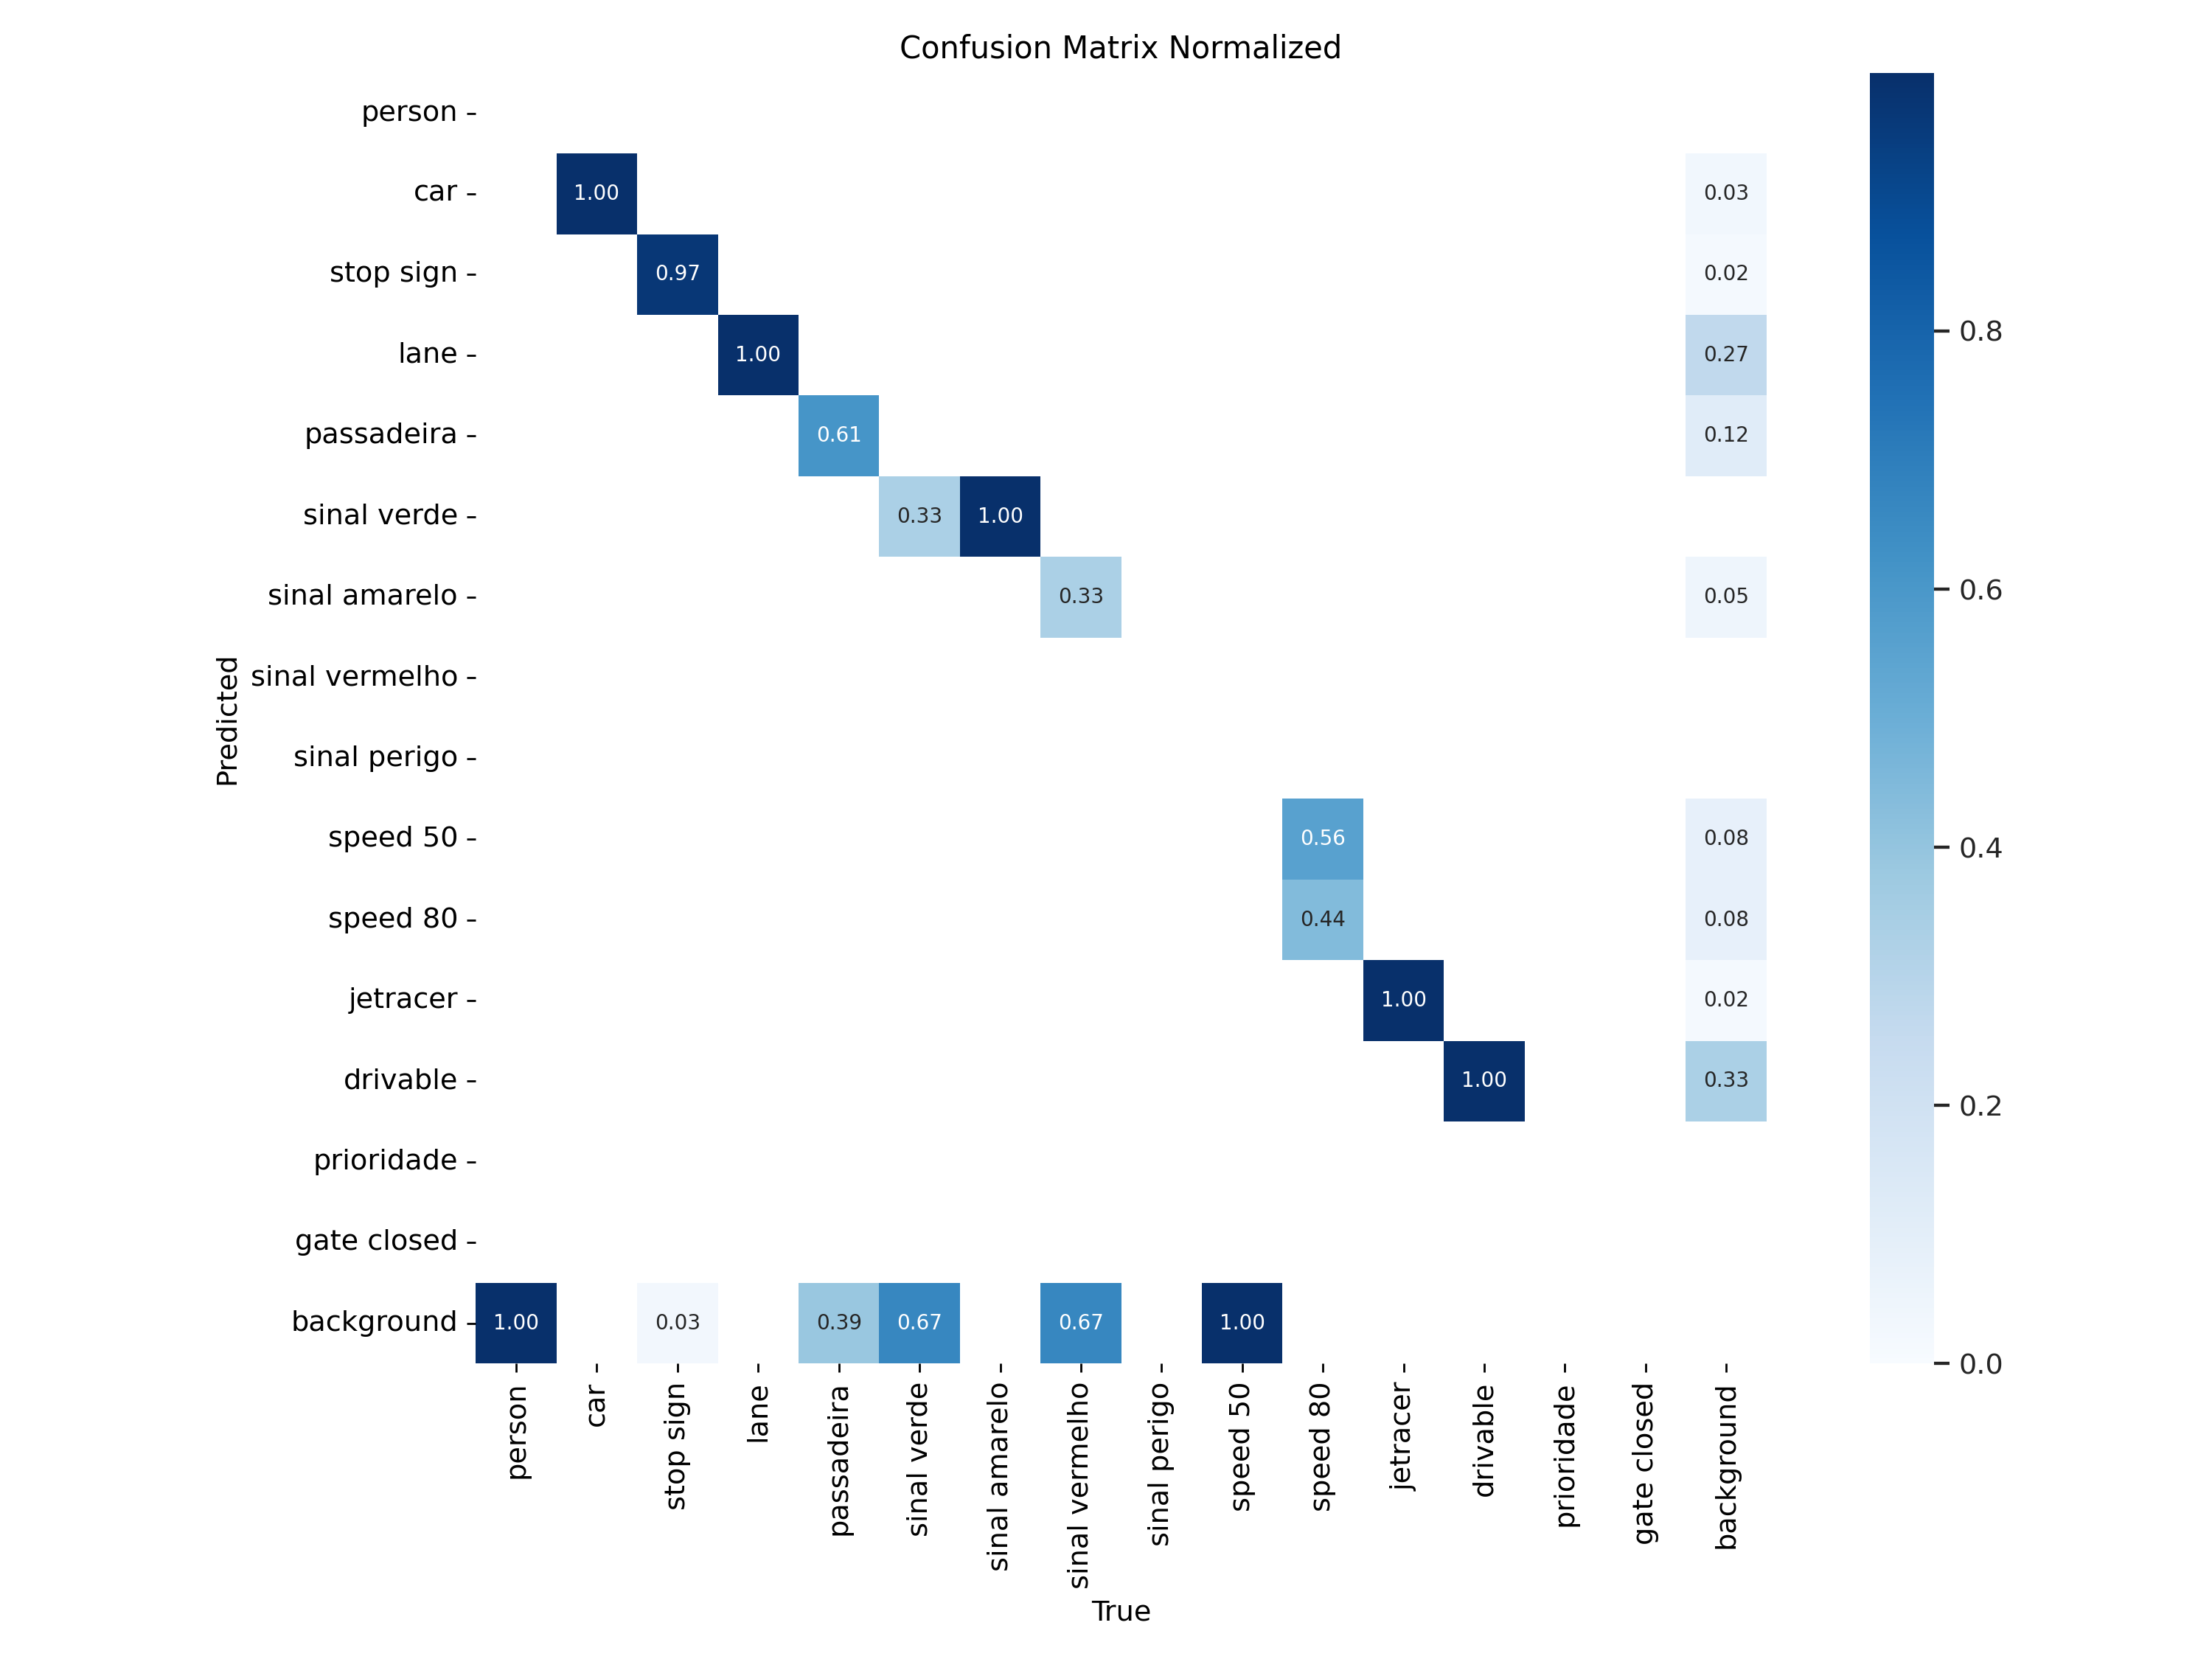 Confusion Matrix Normalized
person
car 1.00 0.03
stop sign 0.97 0.02
lane 1.00 0.27
passadeira 0.61 0.12
sinal verde 0.33 1.00
sinal amarelo 0.33 0.05
sinal vermelho
sinal perigo
speed 50 0.56 0.08
speed 80 0.44 0.08
jetracer 1.00 0.02
drivable 1.00 0.33
prioridade
gate closed
background 1.00 0.03 0.39 0.67 0.67 1.00
Predicted
person
car
stop sign
lane
passadeira
sinal verde
sinal amarelo
sinal vermelho
sinal perigo
speed 50
speed 80
jetracer
drivable
prioridade
gate closed
background
True
0.8
0.6
0.4
0.2
0.0